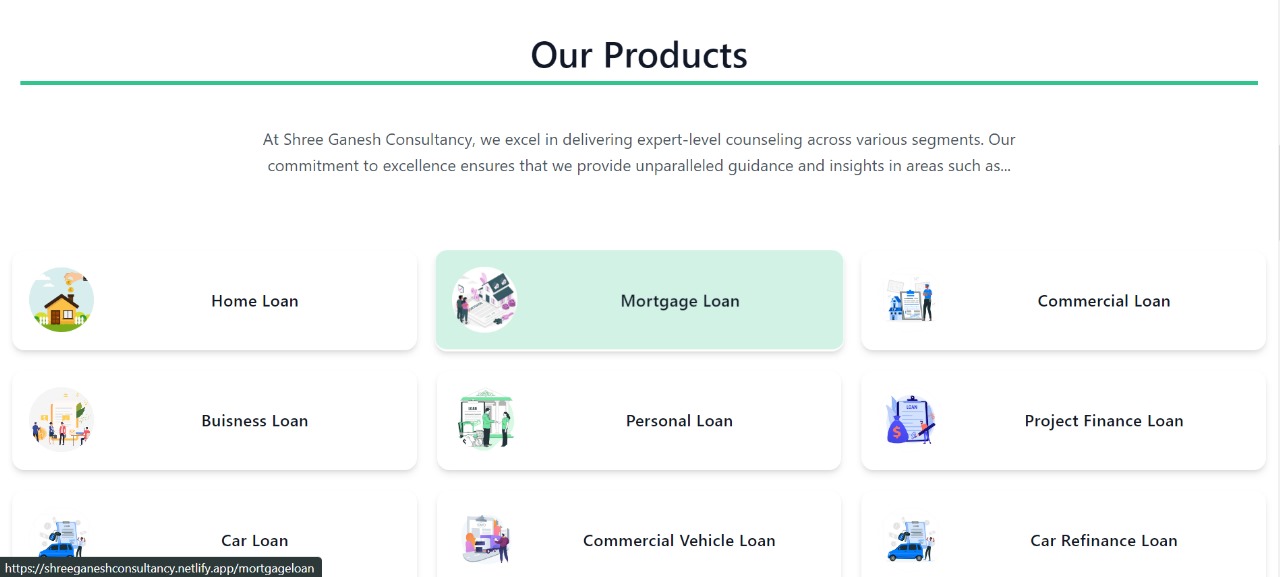 Our Products
At Shree Ganesh Consultancy, we excel in delivering expert-level counseling across various segments. Our
commitment to excellence ensures that we provide unparalleled guidance and insights in areas such as...
Home Loan
Mortgage Loan
Commercial Loan
Buisness Loan
Personal Loan
Project Finance Loan
LOAN
Car Loan
Commercial Vehicle Loan
Car Refinance Loan
https://shreeganeshconsultancy.netlify.app/mortgageloan